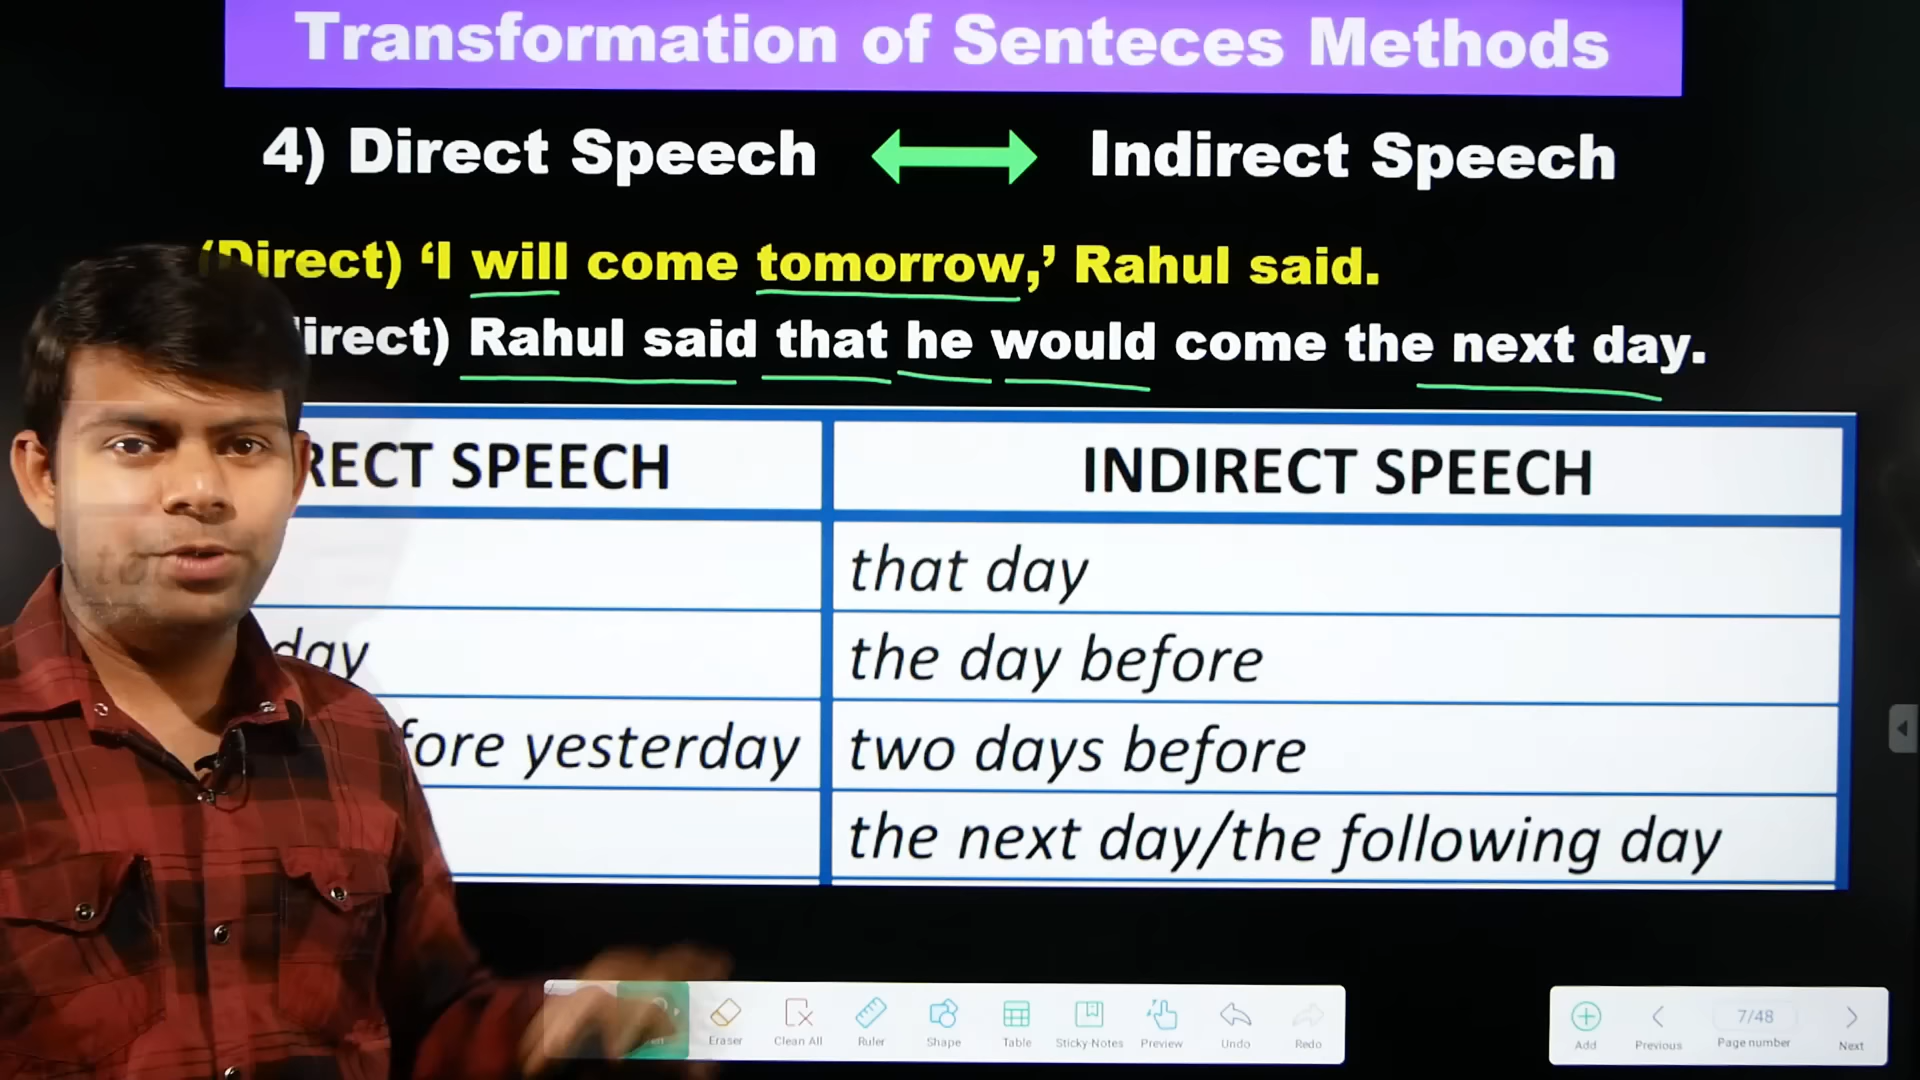 Transformation of Senteces Methods
4) Direct Speech Indirect Speech
(Direct) ‘I will come tomorrow,’ Rahul said.
direct) Rahul said that he would come the next day.
RECT SPEECH INDIRECT SPEECH
that day
day the day before
fore yesterday two days before
the next day/the following day
Eraser Clean All Ruler Shape Table Sticky Notes Preview Undo Redo
7/48
Add Previous Page number Next